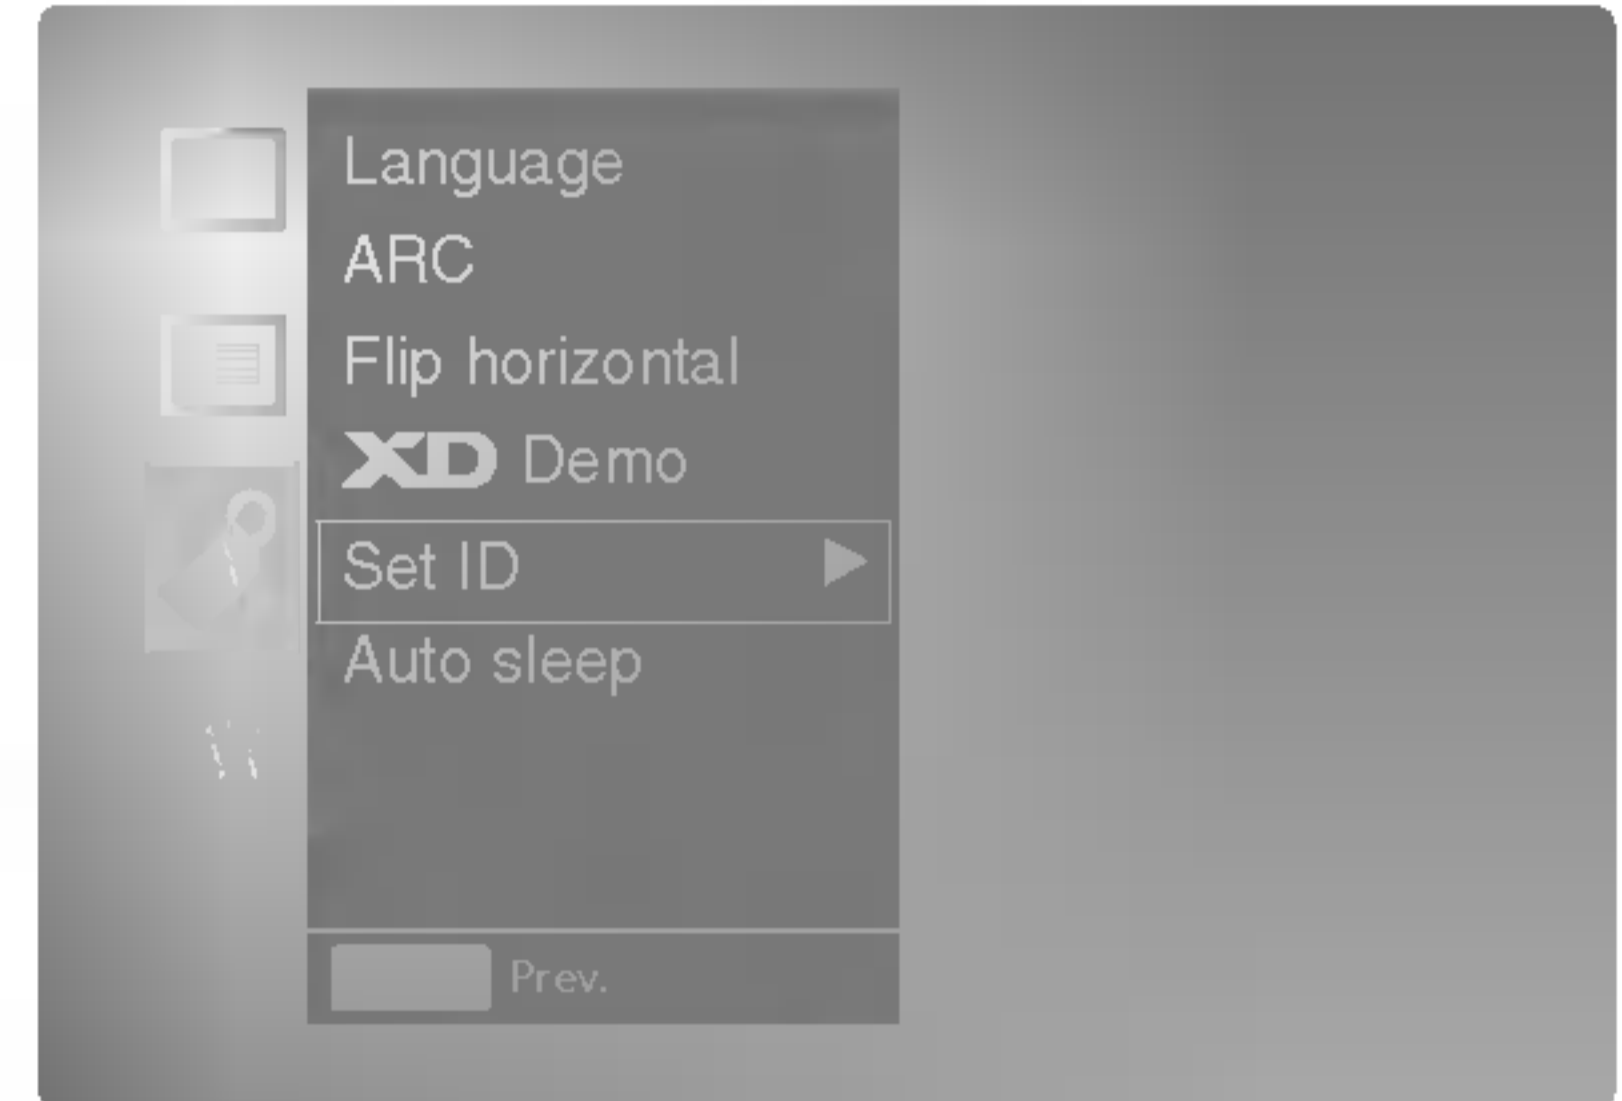 Language
ARC
Flip horizontal
XD Demo
Set ID
Auto sleep
Prev.